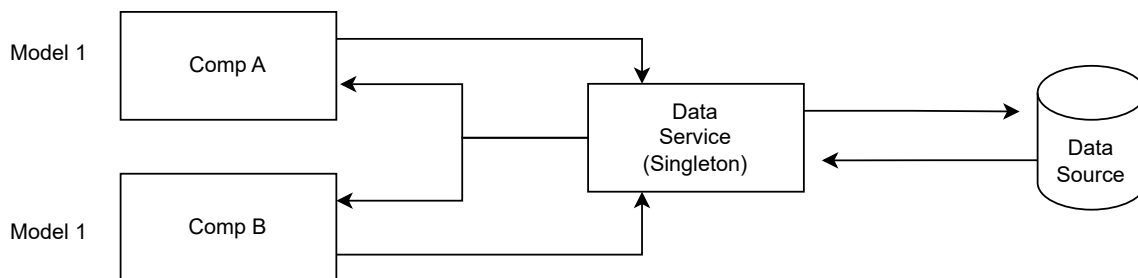 Model 1
Comp A
Data
Service
(Singleton)
Data
Source
Model 1
Comp B